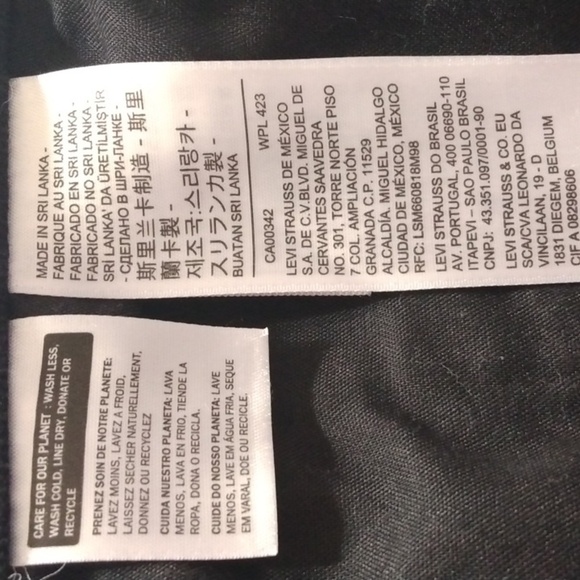 MADE IN SRI LANKA -
FABRIQUE AU SRI LANKA -
FABRICADO EN SRI LANKA -
FABRICADO NO SRI LANKA -
SRİ LANKA' DA ÜRETİLMİŞTİR
- СДЕЛАНО В ШРИ-ЛАНКЕ -
斯里兰卡制造 - 斯里
蘭卡製 -
제조국:스리랑카 -
スリランカ製 -
BUATAN SRI LANKA
CA00342 WPL 423
LEVI STRAUSS DE MÉXICO
S.A. DE C.V.BLVD. MIGUEL DE
CERVANTES SAAVEDRA
NO. 301, TORRE NORTE PISO
7 COL. AMPLIACIÓN
GRANADA C.P. 11529
ALCALDÍA. MIGUEL HIDALGO
CIUDAD DE MÉXICO, MÉXICO
RFC: LSM660818M98
LEVI STRAUSS DO BRASIL
AV. PORTUGAL, 400 06690-110
ITAPEVI – SAO PAULO BRASIL
CNPJ: 43.351.097/0001-90
LEVI STRAUSS & CO. EU
SCA/CVA LEONARDO DA
VINCILAAN, 19 - D
1831 DIEGEM, BELGIUM
CIF A 08298606
CARE FOR OUR PLANET : WASH LESS,
WASH COLD, LINE DRY, DONATE OR
RECYCLE
PRENEZ SOIN DE NOTRE PLANETE:
LAVEZ MOINS, LAVEZ A FROID,
LAISSEZ SECHER NATURELLEMENT,
DONNEZ OU RECYCLEZ
CUIDA NUESTRO PLANETA: LAVA
MENOS, LAVA EN FRIO, TIENDE LA
ROPA, DONA O RECICLA.
CUIDE DO NOSSO PLANETA: LAVE
MENOS, LAVE EM ÁGUA FRIA, SEQUE
EM VARAL, DOE OU RECICLE.